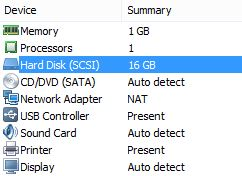 Device Summary
Memory 1 GB
Processors 1
Hard Disk (SCSI) 16 GB
CD/DVD (SATA) Auto detect
Network Adapter NAT
USB Controller Present
Sound Card Auto detect
Printer Present
Display Auto detect